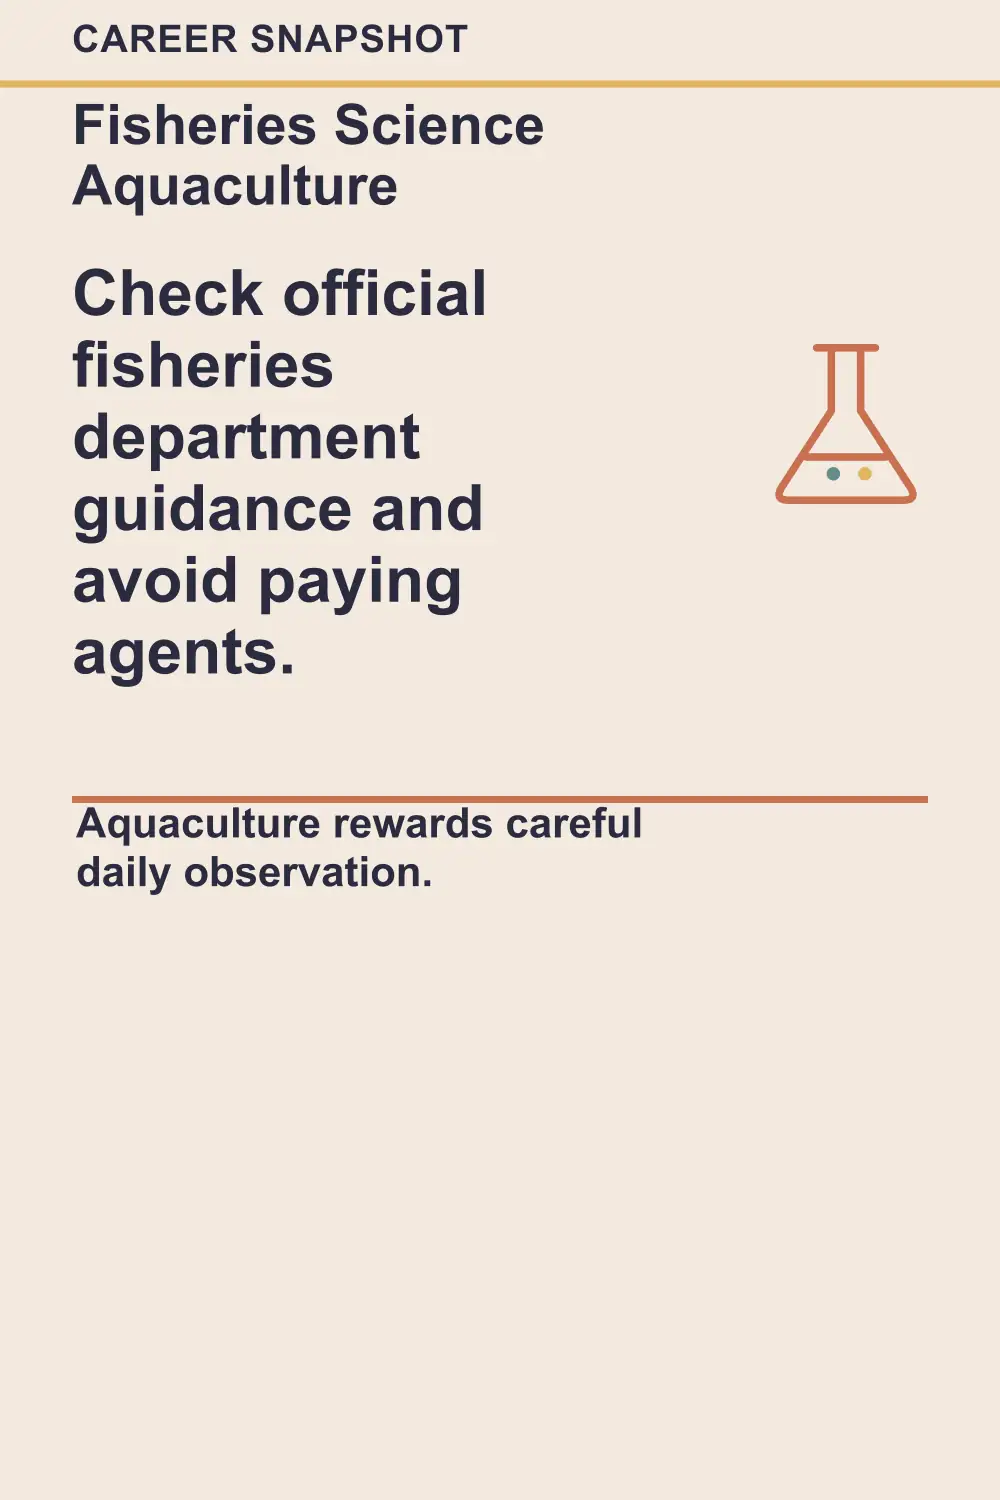 CAREER SNAPSHOT
Fisheries Science
Aquaculture
Check official
fisheries
department
guidance and
avoid paying
agents.
Aquaculture rewards careful
daily observation.